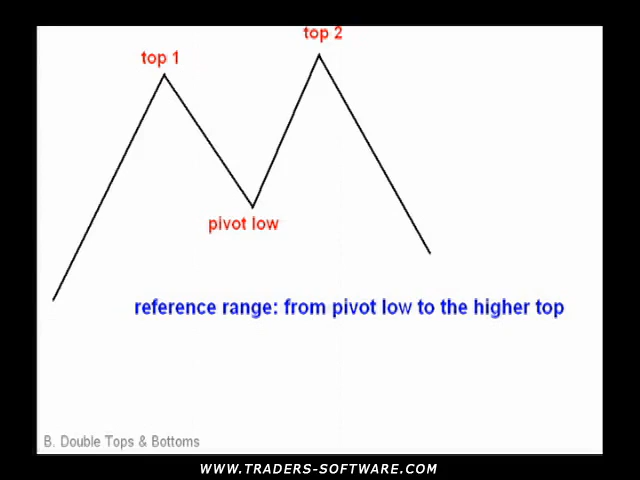 top 2
top 1
pivot low
reference range: from pivot low to the higher top
B. Double Tops & Bottoms
WWW.TRADERS-SOFTWARE.COM